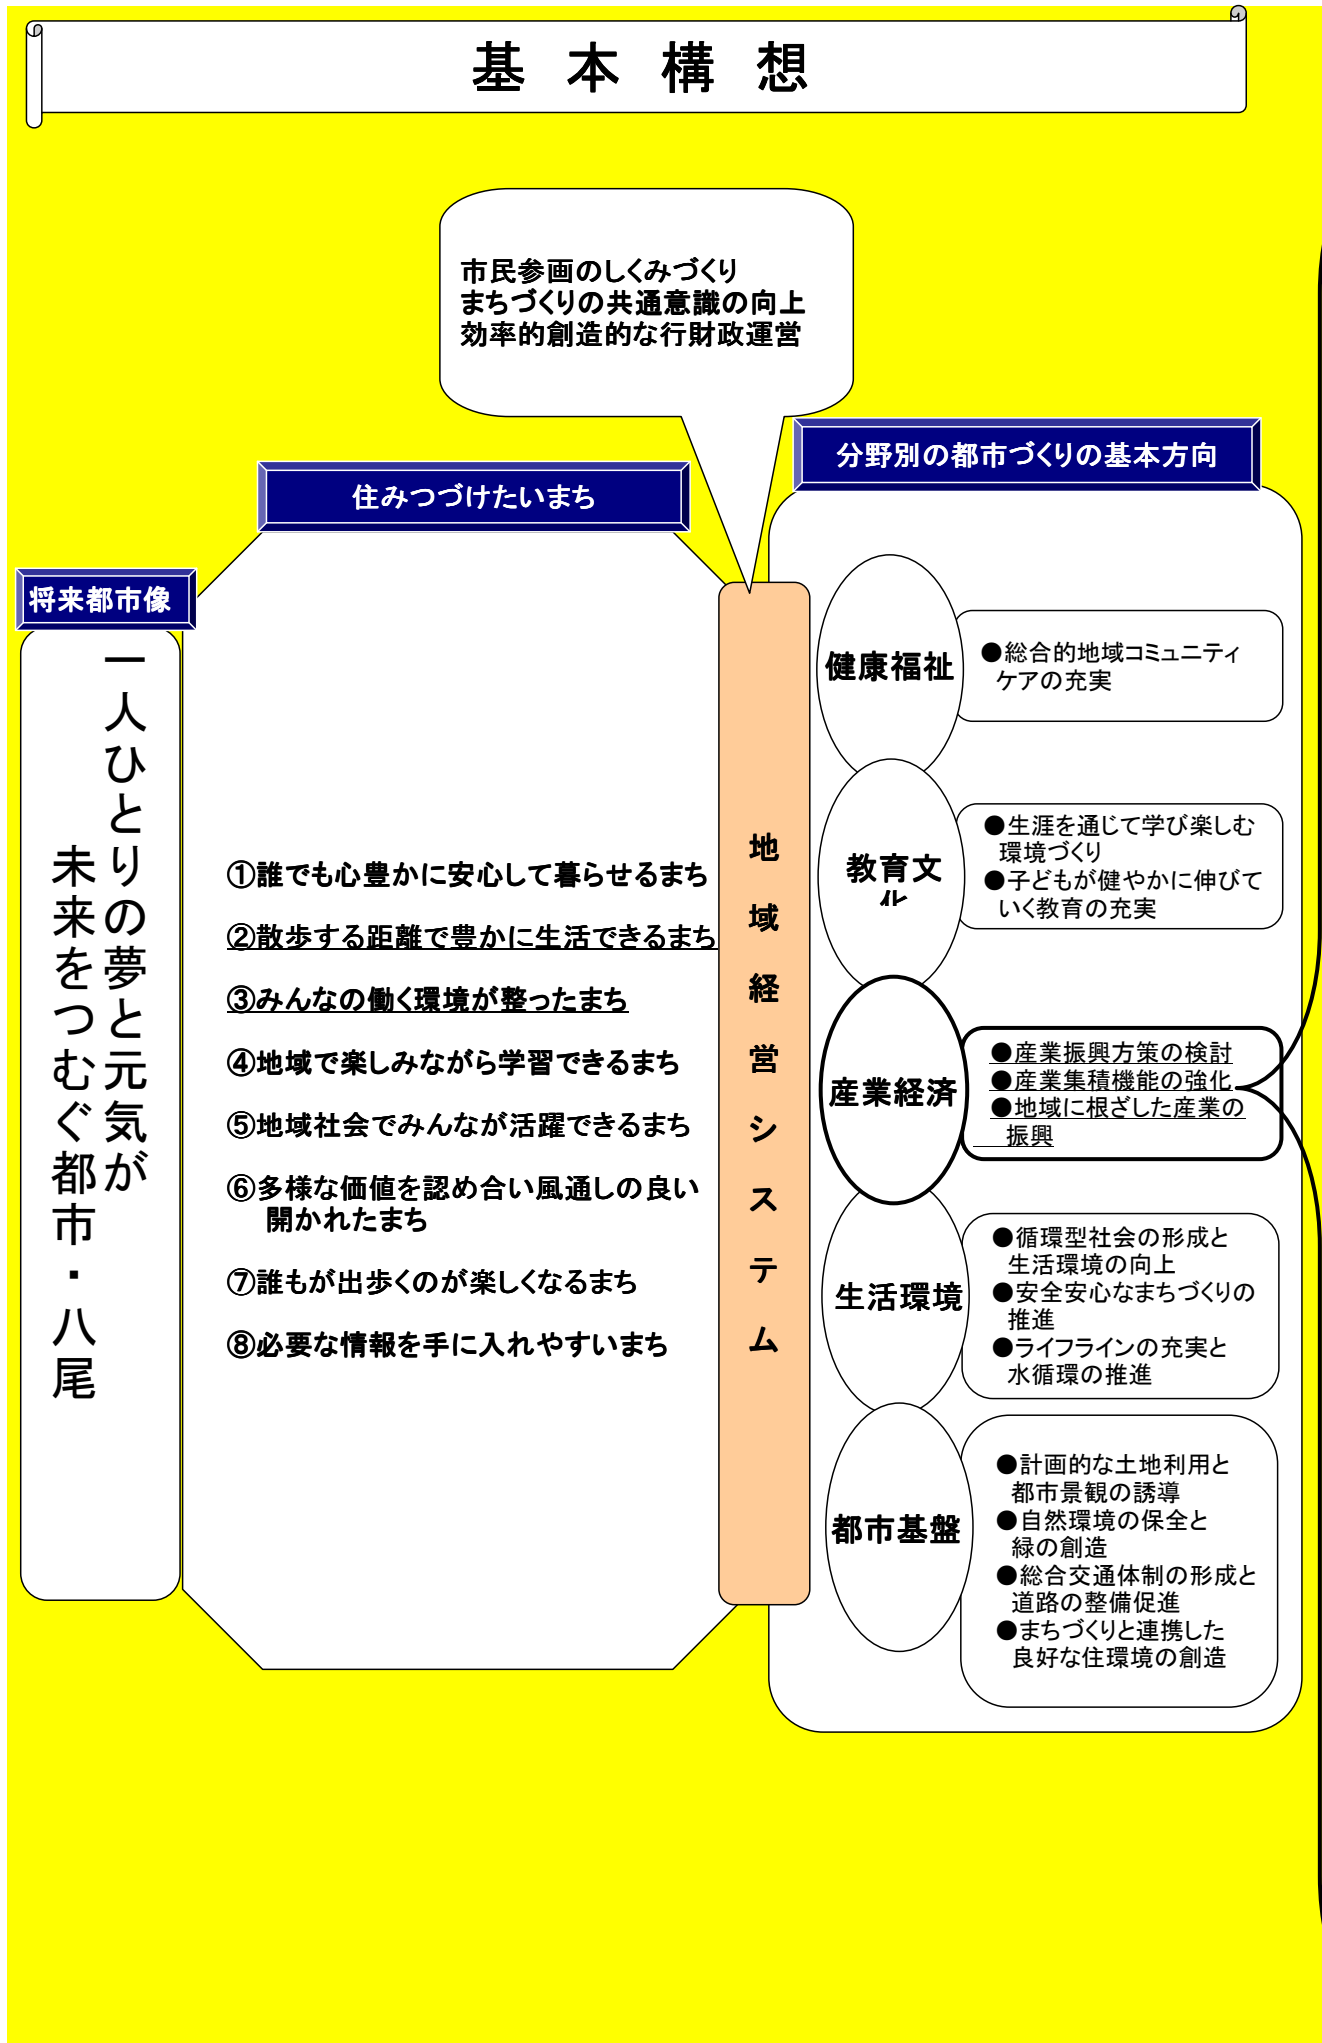 基本構想
市民参画のしくみづくり
まちづくりの共通意識の向上
効率的創造的な行財政運営
将来都市像
一人ひとりの夢と元気が
未来をつむぐ都市・八尾
住みつづけたいまち
①誰でも心豊かに安心して暮らせるまち
②散歩する距離で豊かに生活できるまち
③みんなの働く環境が整ったまち
④地域で楽しみながら学習できるまち
⑤地域社会でみんなが活躍できるまち
⑥多様な価値を認め合い風通しの良い
開かれたまち
⑦誰もが出歩くのが楽しくなるまち
⑧必要な情報を手に入れやすいまち
地域経営システム
分野別の都市づくりの基本方向
健康福祉
●総合的地域コミュニティ
ケアの充実
教育文
化
●生涯を通じて学び楽しむ
環境づくり
●子どもが健やかに伸びて
いく教育の充実
産業経済
●産業振興方策の検討
●産業集積機能の強化
●地域に根ざした産業の
振興
生活環境
●循環型社会の形成と
生活環境の向上
●安全安心なまちづくりの
推進
●ライフラインの充実と
水循環の推進
都市基盤
●計画的な土地利用と
都市景観の誘導
●自然環境の保全と
緑の創造
●総合交通体制の形成と
道路の整備促進
●まちづくりと連携した
良好な住環境の創造